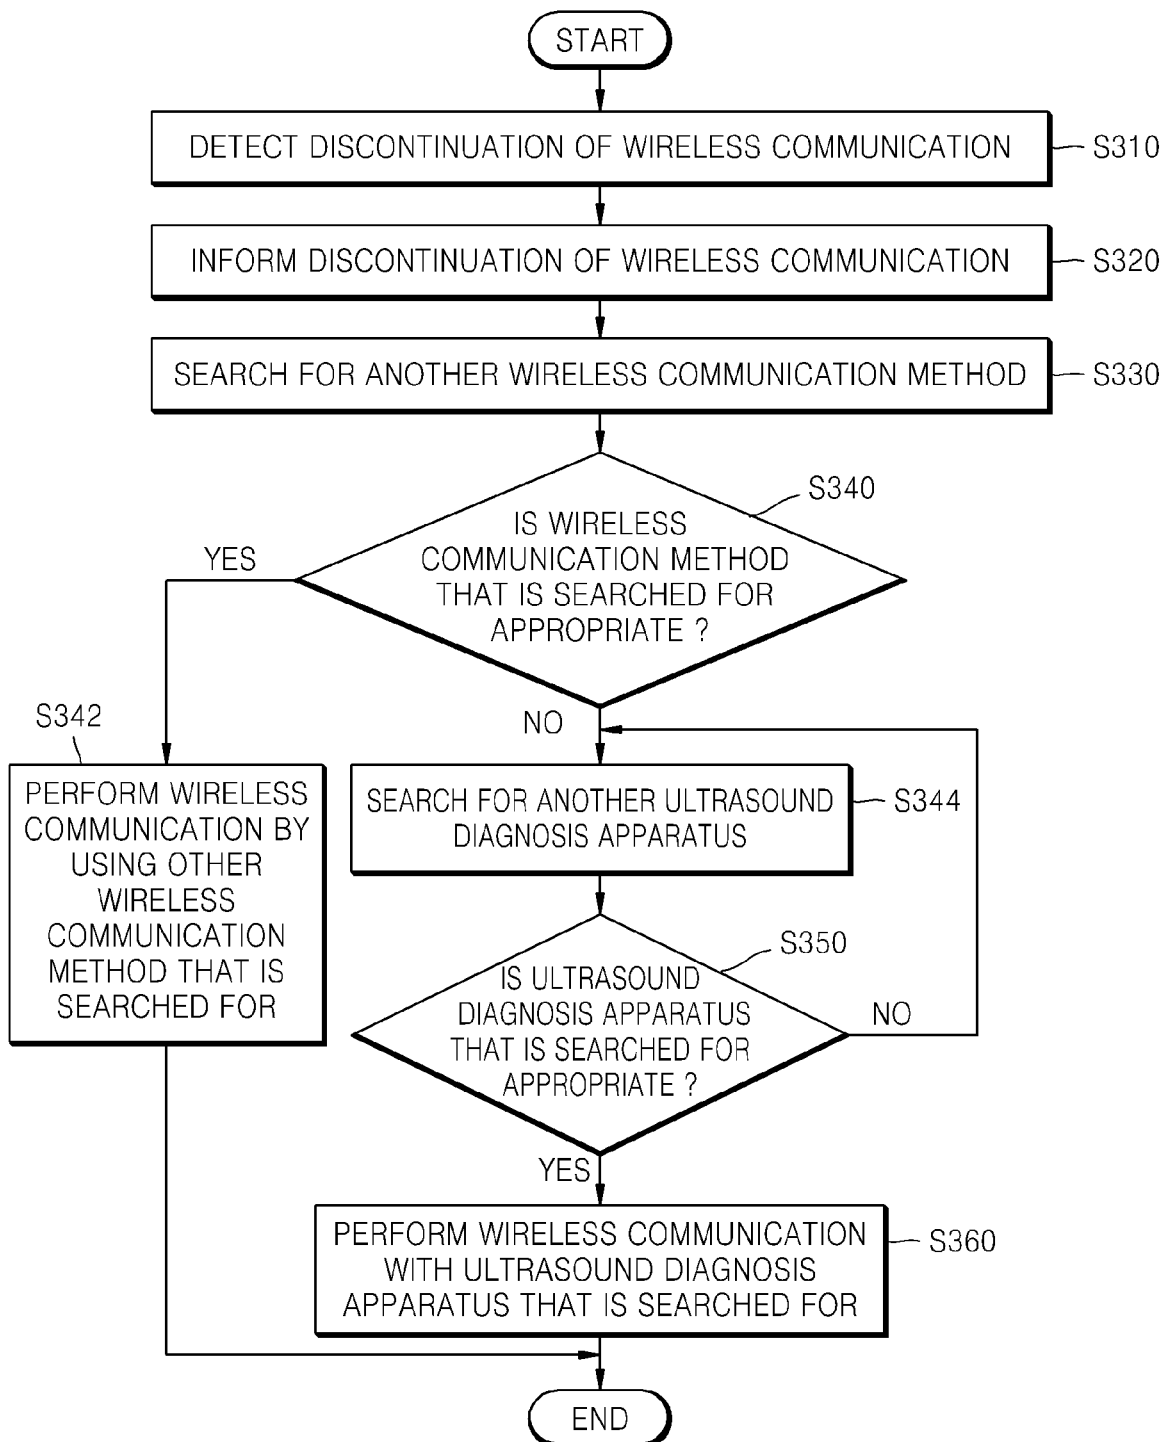 START
DETECT DISCONTINUATION OF WIRELESS COMMUNICATION
S310
INFORM DISCONTINUATION OF WIRELESS COMMUNICATION
S320
SEARCH FOR ANOTHER WIRELESS COMMUNICATION METHOD
S330
S340
IS WIRELESS
COMMUNICATION METHOD
THAT IS SEARCHED FOR
APPROPRIATE ?
YES
NO
S342
PERFORM WIRELESS
COMMUNICATION BY
USING OTHER
WIRELESS
COMMUNICATION
METHOD THAT IS
SEARCHED FOR
SEARCH FOR ANOTHER ULTRASOUND
DIAGNOSIS APPARATUS
S344
S350
IS ULTRASOUND
DIAGNOSIS APPARATUS
THAT IS SEARCHED FOR
APPROPRIATE ?
NO
YES
PERFORM WIRELESS COMMUNICATION
WITH ULTRASOUND DIAGNOSIS
APPARATUS THAT IS SEARCHED FOR
S360
END